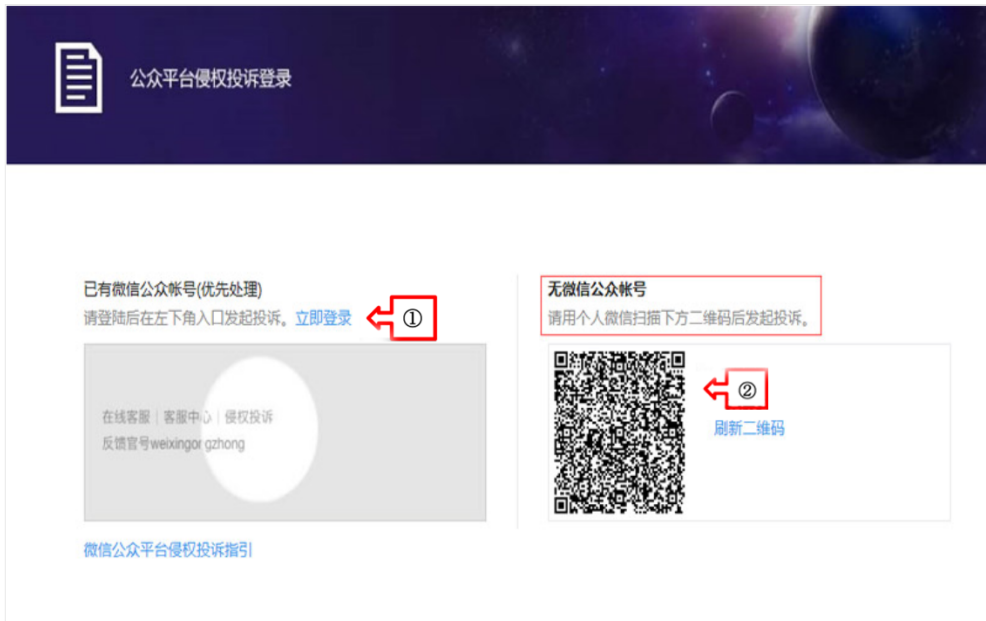 公众平台侵权投诉登录
已有微信公众帐号(优先处理)
请登陆后在左下角入口发起投诉。立即登录
①
在线客服 | 客服中心 | 侵权投诉
反馈官号weixingongzhong
微信公众平台侵权投诉指引
无微信公众帐号
请用个人微信扫描下方二维码后发起投诉。
②
刷新二维码